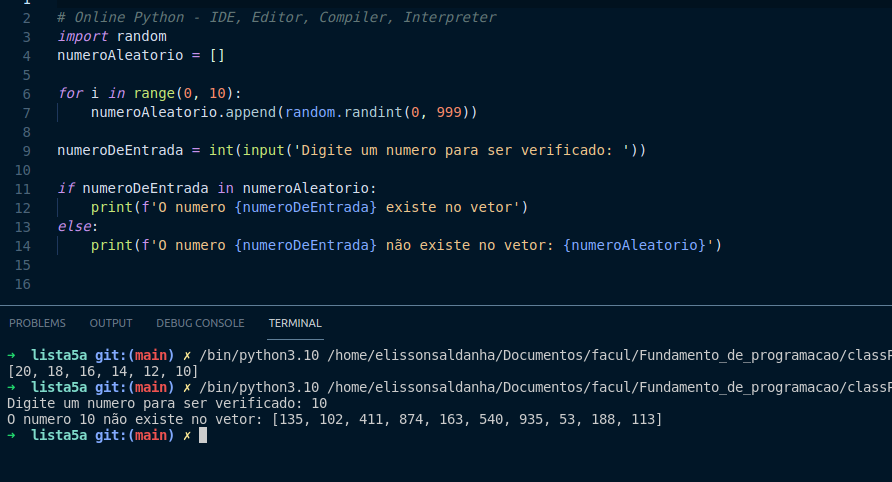 1
2 # Online Python - IDE, Editor, Compiler, Interpreter
3 import random
4 numeroAleatorio = []
5
6 for i in range(0, 10):
7     numeroAleatorio.append(random.randint(0, 999))
8
9 numeroDeEntrada = int(input('Digite um numero para ser verificado: '))
10
11 if numeroDeEntrada in numeroAleatorio:
12     print(f'O numero {numeroDeEntrada} existe no vetor')
13 else:
14     print(f'O numero {numeroDeEntrada} não existe no vetor: {numeroAleatorio}')
15
16
PROBLEMS OUTPUT DEBUG CONSOLE TERMINAL
➜ lista5a git:(main) ✗ /bin/python3.10 /home/elissonsaldanha/Documentos/facul/Fundamento_de_programacao/class
[20, 18, 16, 14, 12, 10]
➜ lista5a git:(main) ✗ /bin/python3.10 /home/elissonsaldanha/Documentos/facul/Fundamento_de_programacao/class
Digite um numero para ser verificado: 10
O numero 10 não existe no vetor: [135, 102, 411, 874, 163, 540, 935, 53, 188, 113]
➜ lista5a git:(main) ✗